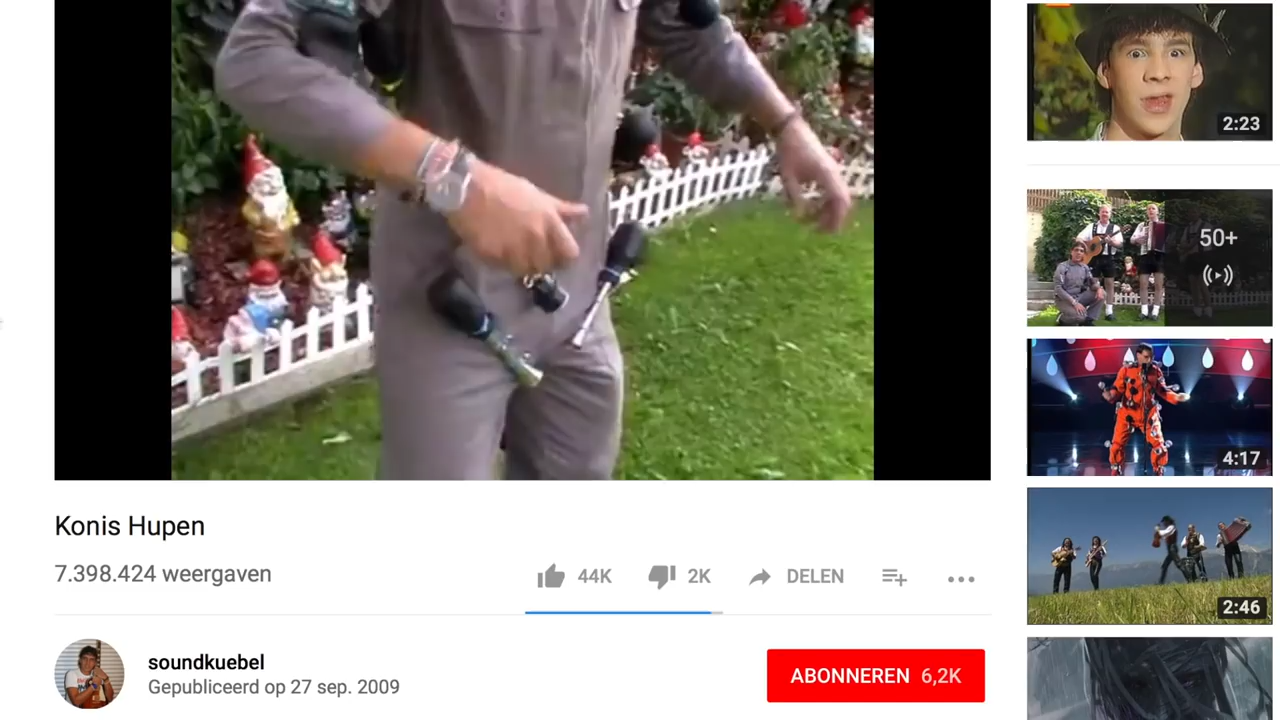 Konis Hupen
7.398.424 weergaven
44K
2K
DELEN
soundkuebel
Gepubliceerd op 27 sep. 2009
ABONNEREN 6,2K
2:23
50+
4:17
2:46